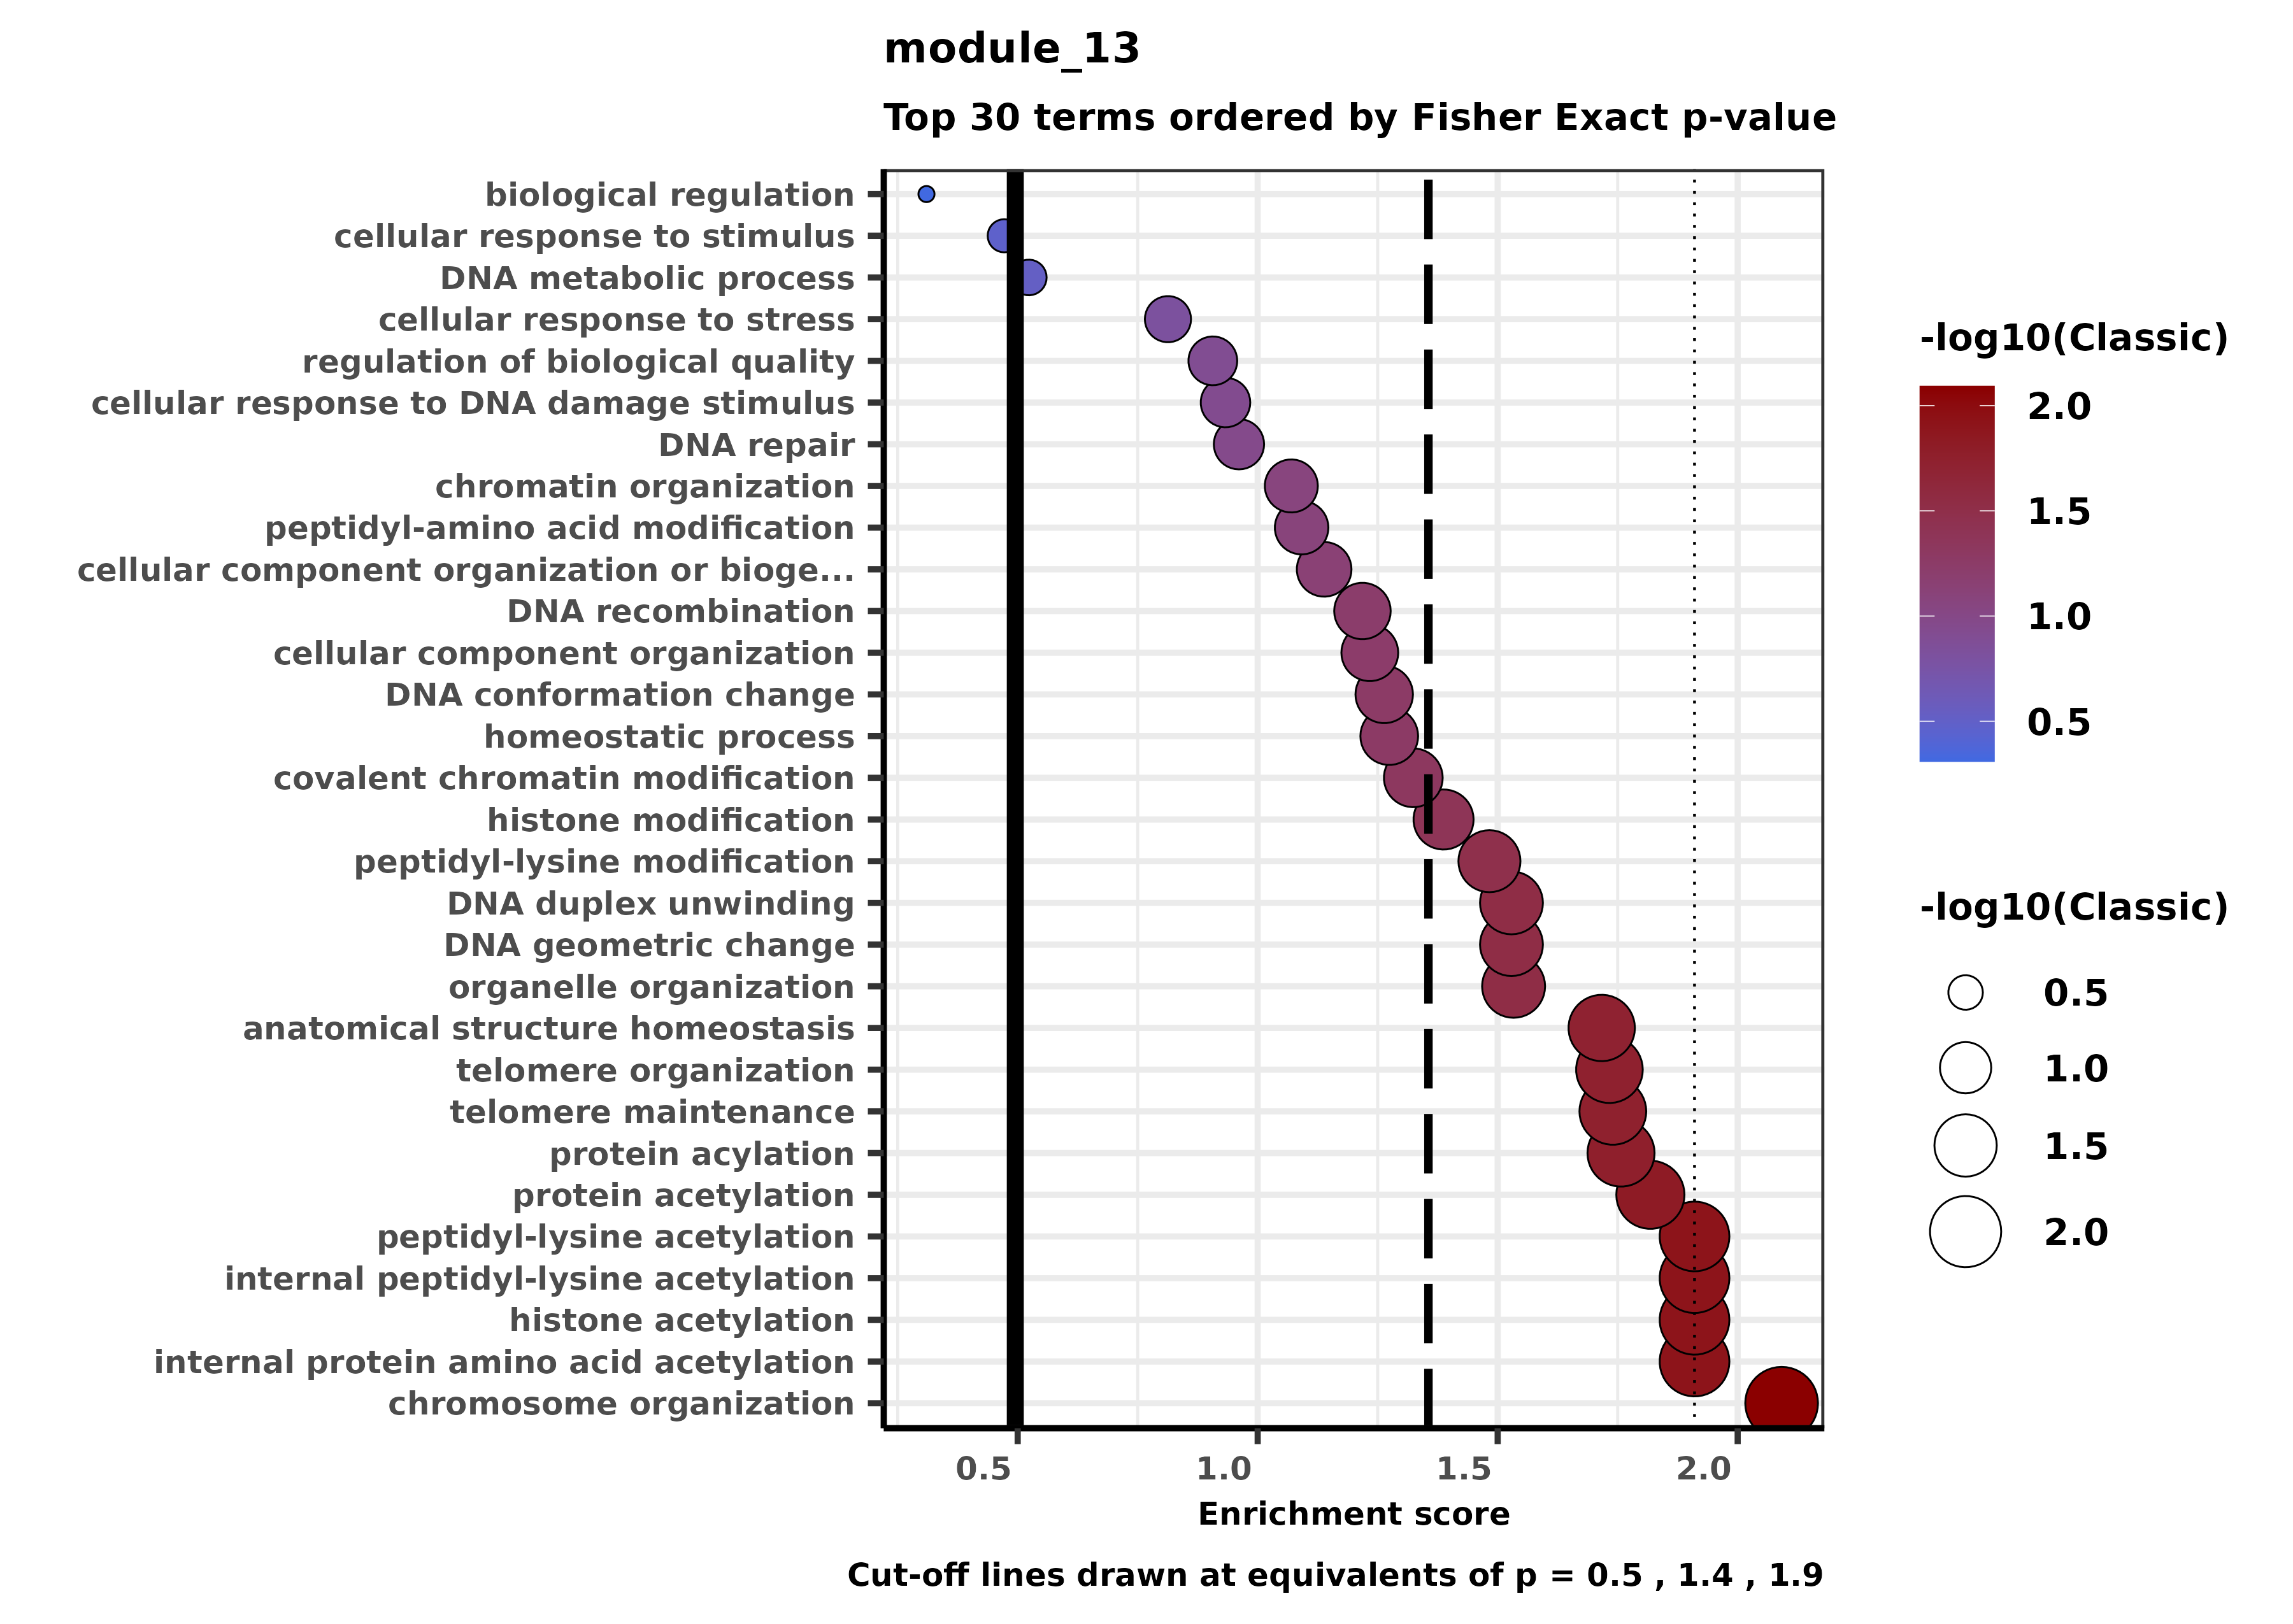 module_13
Top 30 terms ordered by Fisher Exact p-value
biological regulation
cellular response to stimulus
DNA metabolic process
cellular response to stress
regulation of biological quality
cellular response to DNA damage stimulus
DNA repair
chromatin organization
peptidyl-amino acid modification
cellular component organization or bioge...
DNA recombination
cellular component organization
DNA conformation change
homeostatic process
covalent chromatin modification
histone modification
peptidyl-lysine modification
DNA duplex unwinding
DNA geometric change
organelle organization
anatomical structure homeostasis
telomere organization
telomere maintenance
protein acylation
protein acetylation
peptidyl-lysine acetylation
internal peptidyl-lysine acetylation
histone acetylation
internal protein amino acid acetylation
chromosome organization
0.5 1.0 1.5 2.0
Enrichment score
Cut-off lines drawn at equivalents of p = 0.5 , 1.4 , 1.9
-log10(Classic)
2.0
1.5
1.0
0.5
-log10(Classic)
0.5
1.0
1.5
2.0